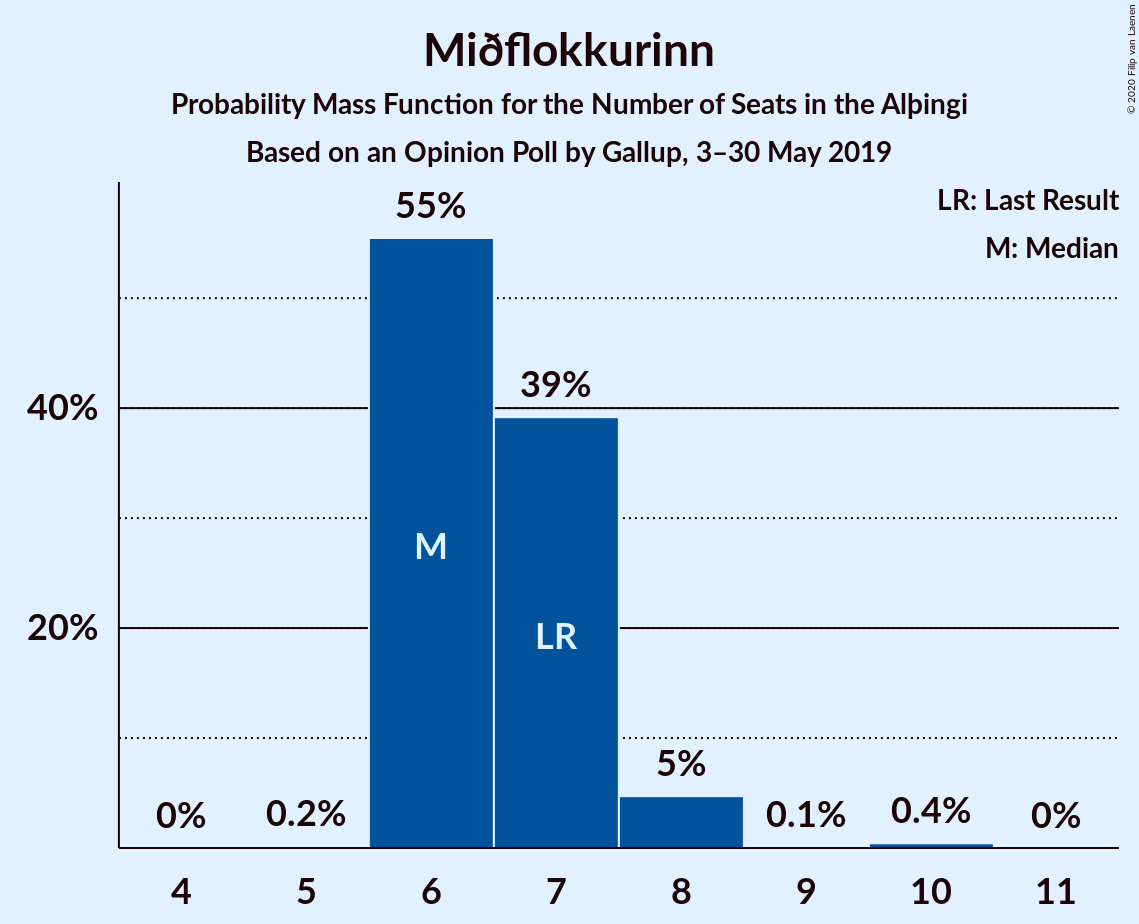 Miðflokkurinn
Probability Mass Function for the Number of Seats in the Alþingi
Based on an Opinion Poll by Gallup, 3–30 May 2019
© 2020 Filip van Laenen
LR: Last Result
M: Median
55%
39%
40%
M
20%
LR
5%
0%
0.2%
0.1%
0.4%
0%
4
5
6
7
8
9
10
11